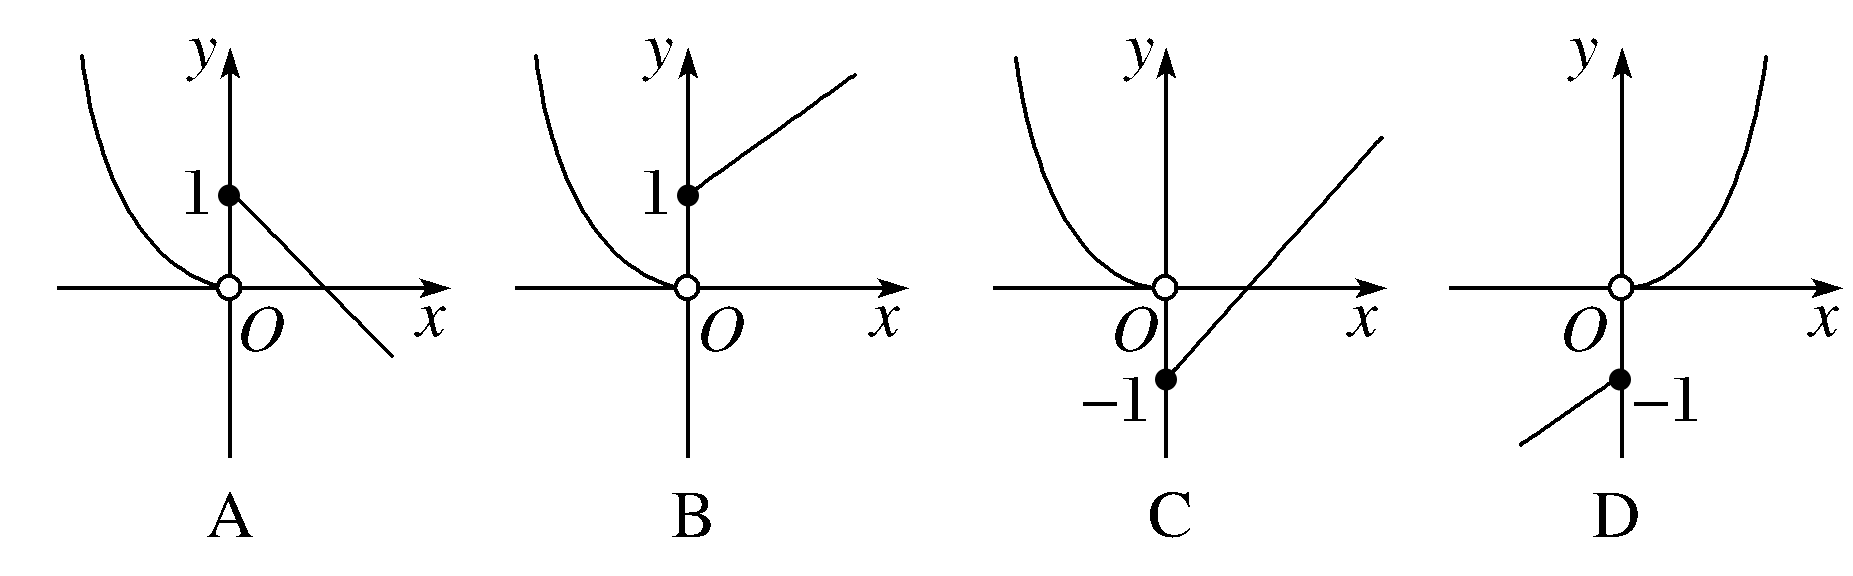 y y y y
1 1
O x O x O x O x
-1 -1
A B C D